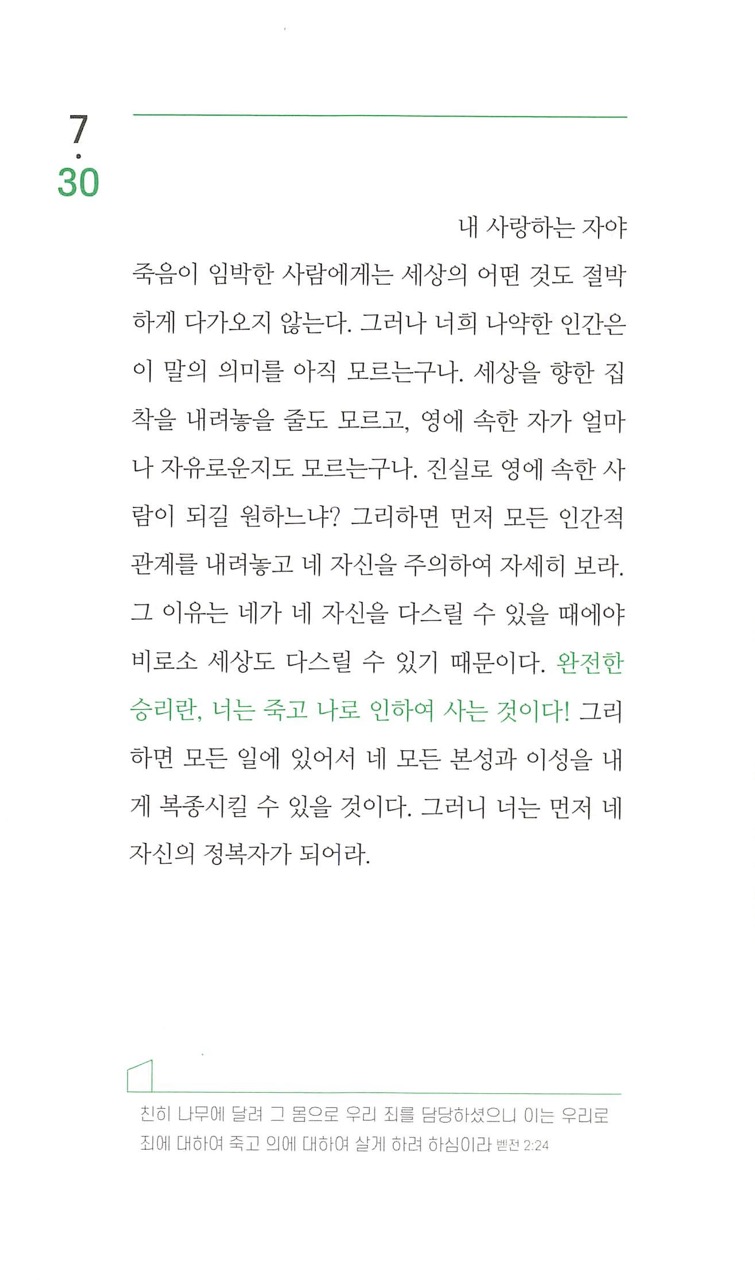 7
·
30
내 사랑하는 자야
죽음이 임박한 사람에게는 세상의 어떤 것도 절박
하게 다가오지 않는다. 그러나 너희 나약한 인간은
이 말의 의미를 아직 모르는구나. 세상을 향한 집
착을 내려놓을 줄도 모르고, 영에 속한 자가 얼마
나 자유로운지도 모르는구나. 진실로 영에 속한 사
람이 되길 원하느냐? 그리하면 먼저 모든 인간적
관계를 내려놓고 네 자신을 주의하여 자세히 보라.
그 이유는 네가 네 자신을 다스릴 수 있을 때에야
비로소 세상도 다스릴 수 있기 때문이다. 완전한
승리란, 너는 죽고 나로 인하여 사는 것이다! 그리
하면 모든 일에 있어서 네 모든 본성과 이성을 내
게 복종시킬 수 있을 것이다. 그러니 너는 먼저 네
자신의 정복자가 되어라.
친히 나무에 달려 그 몸으로 우리 죄를 담당하셨으니 이는 우리로
죄에 대하여 죽고 의에 대하여 살게 하려 하심이라 벧전 2:24